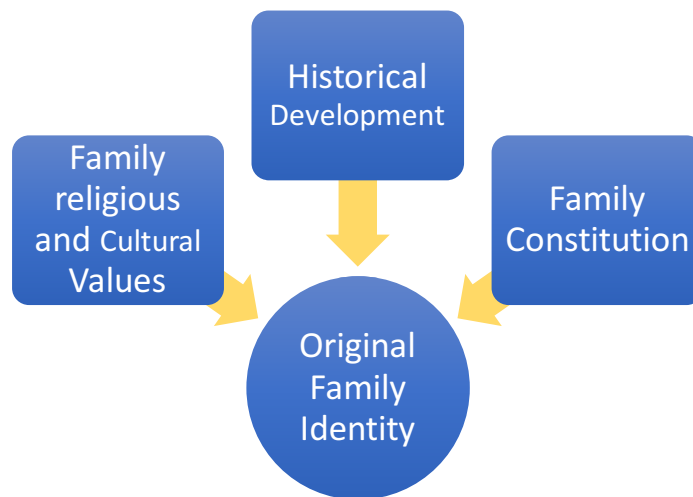 Historical
Development
Family
religious
and Cultural
Values
Family
Constitution
Original
Family
Identity